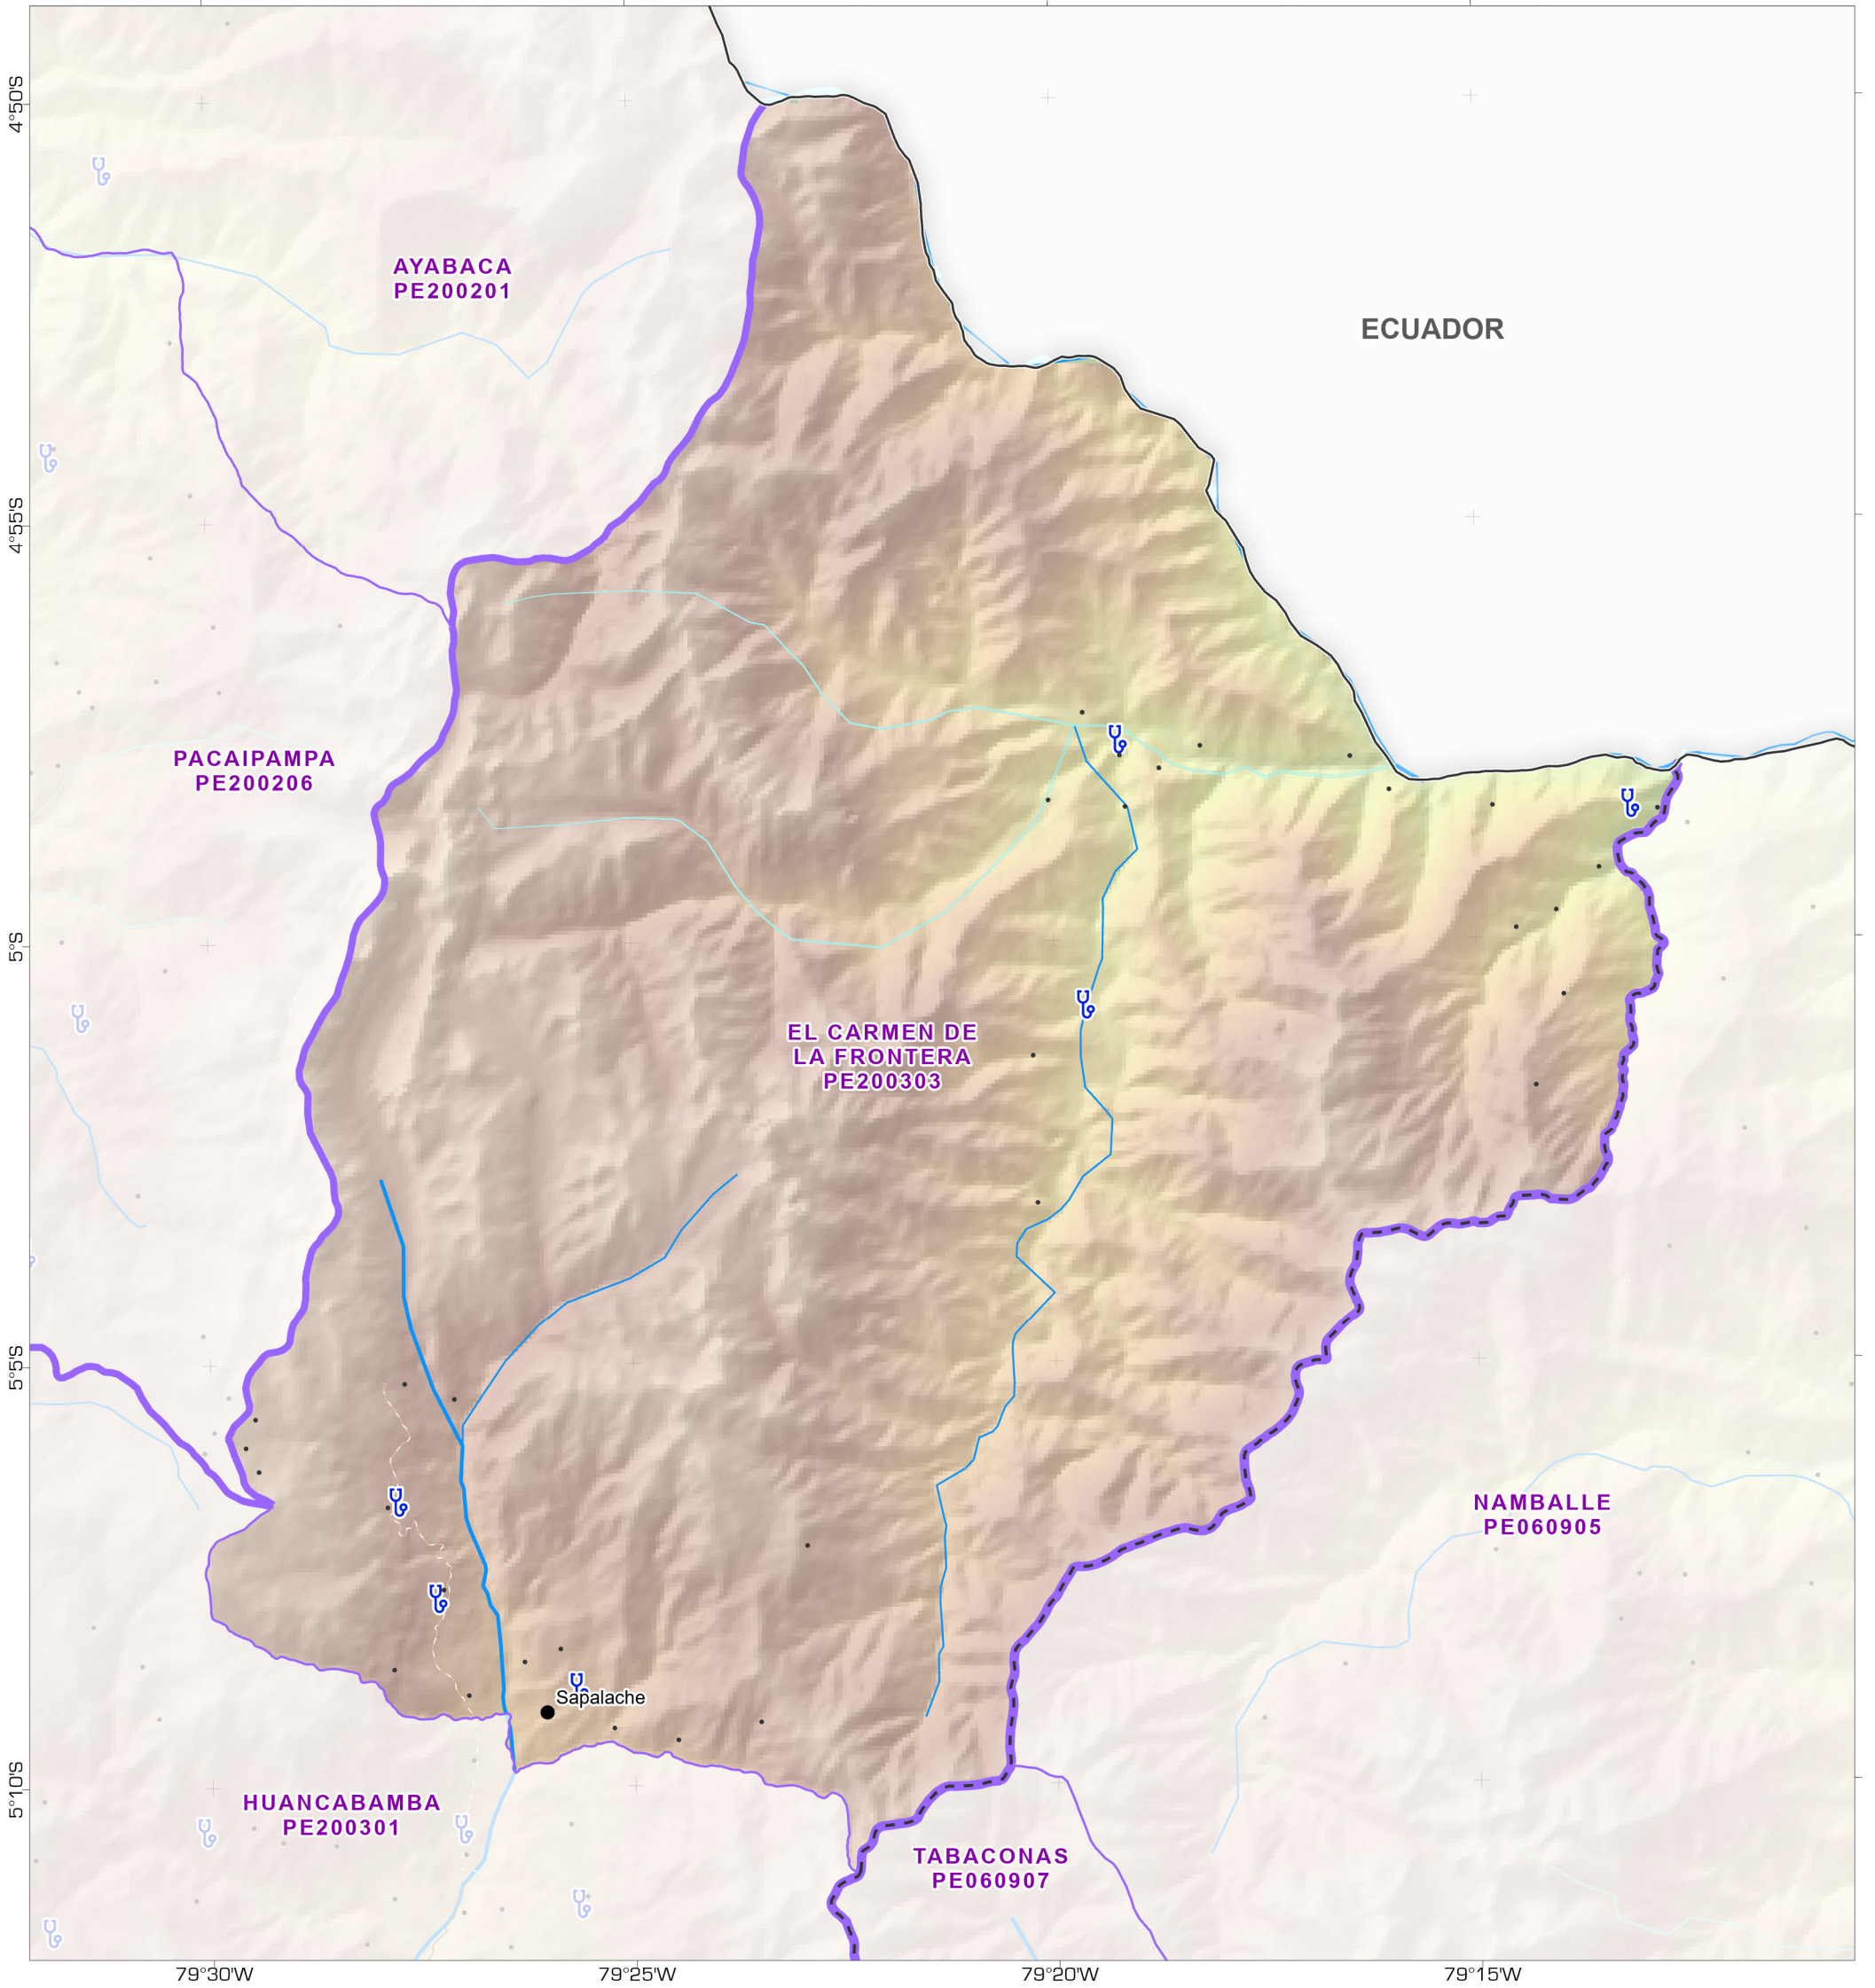 4°50'S
AYABACA
PE200201
ECUADOR
4°55'S
PACAIPAMPA
PE200206
5°S
EL CARMEN DE
LA FRONTERA
PE200303
5°5'S
NAMBALLE
PE060905
Sapalache
5°10'S
HUANCABAMBA
PE200301
TABACONAS
PE060907
79°30'W
79°25'W
79°20'W
79°15'W